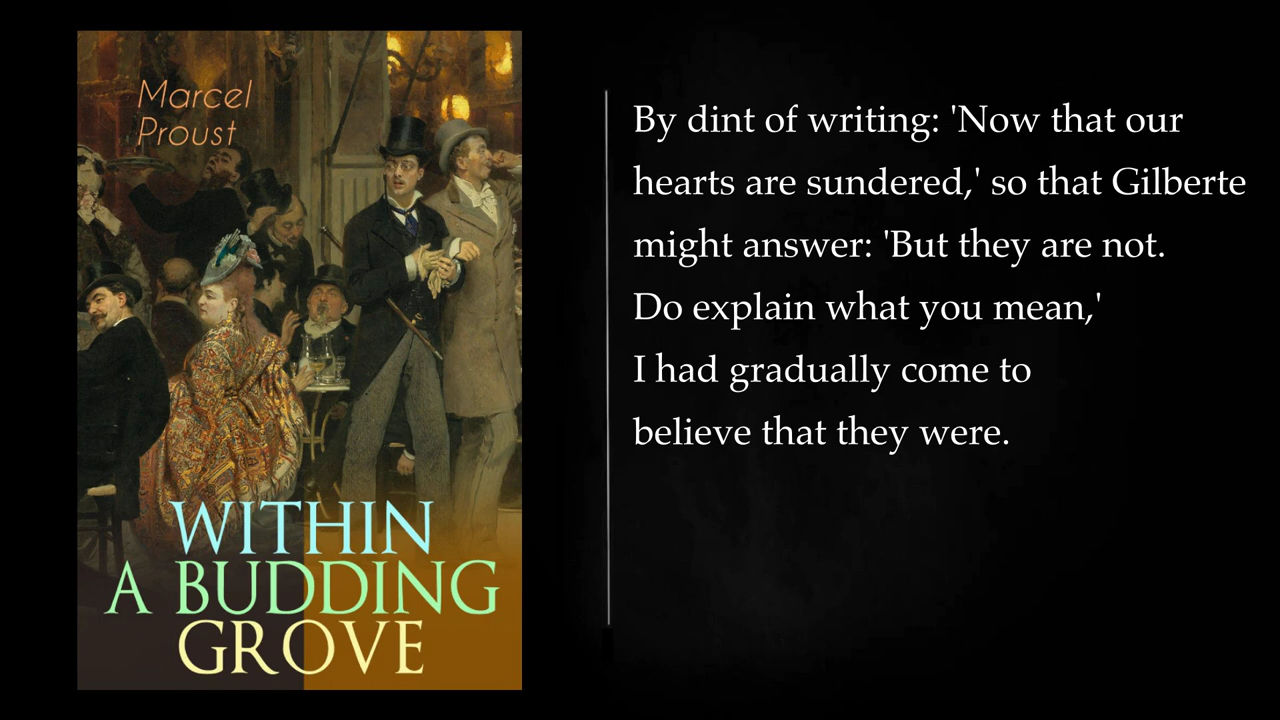 Marcel
Proust
WITHIN
A BUDDING
GROVE
By dint of writing: 'Now that our
hearts are sundered,' so that Gilberte
might answer: 'But they are not.
Do explain what you mean,'
I had gradually come to
believe that they were.